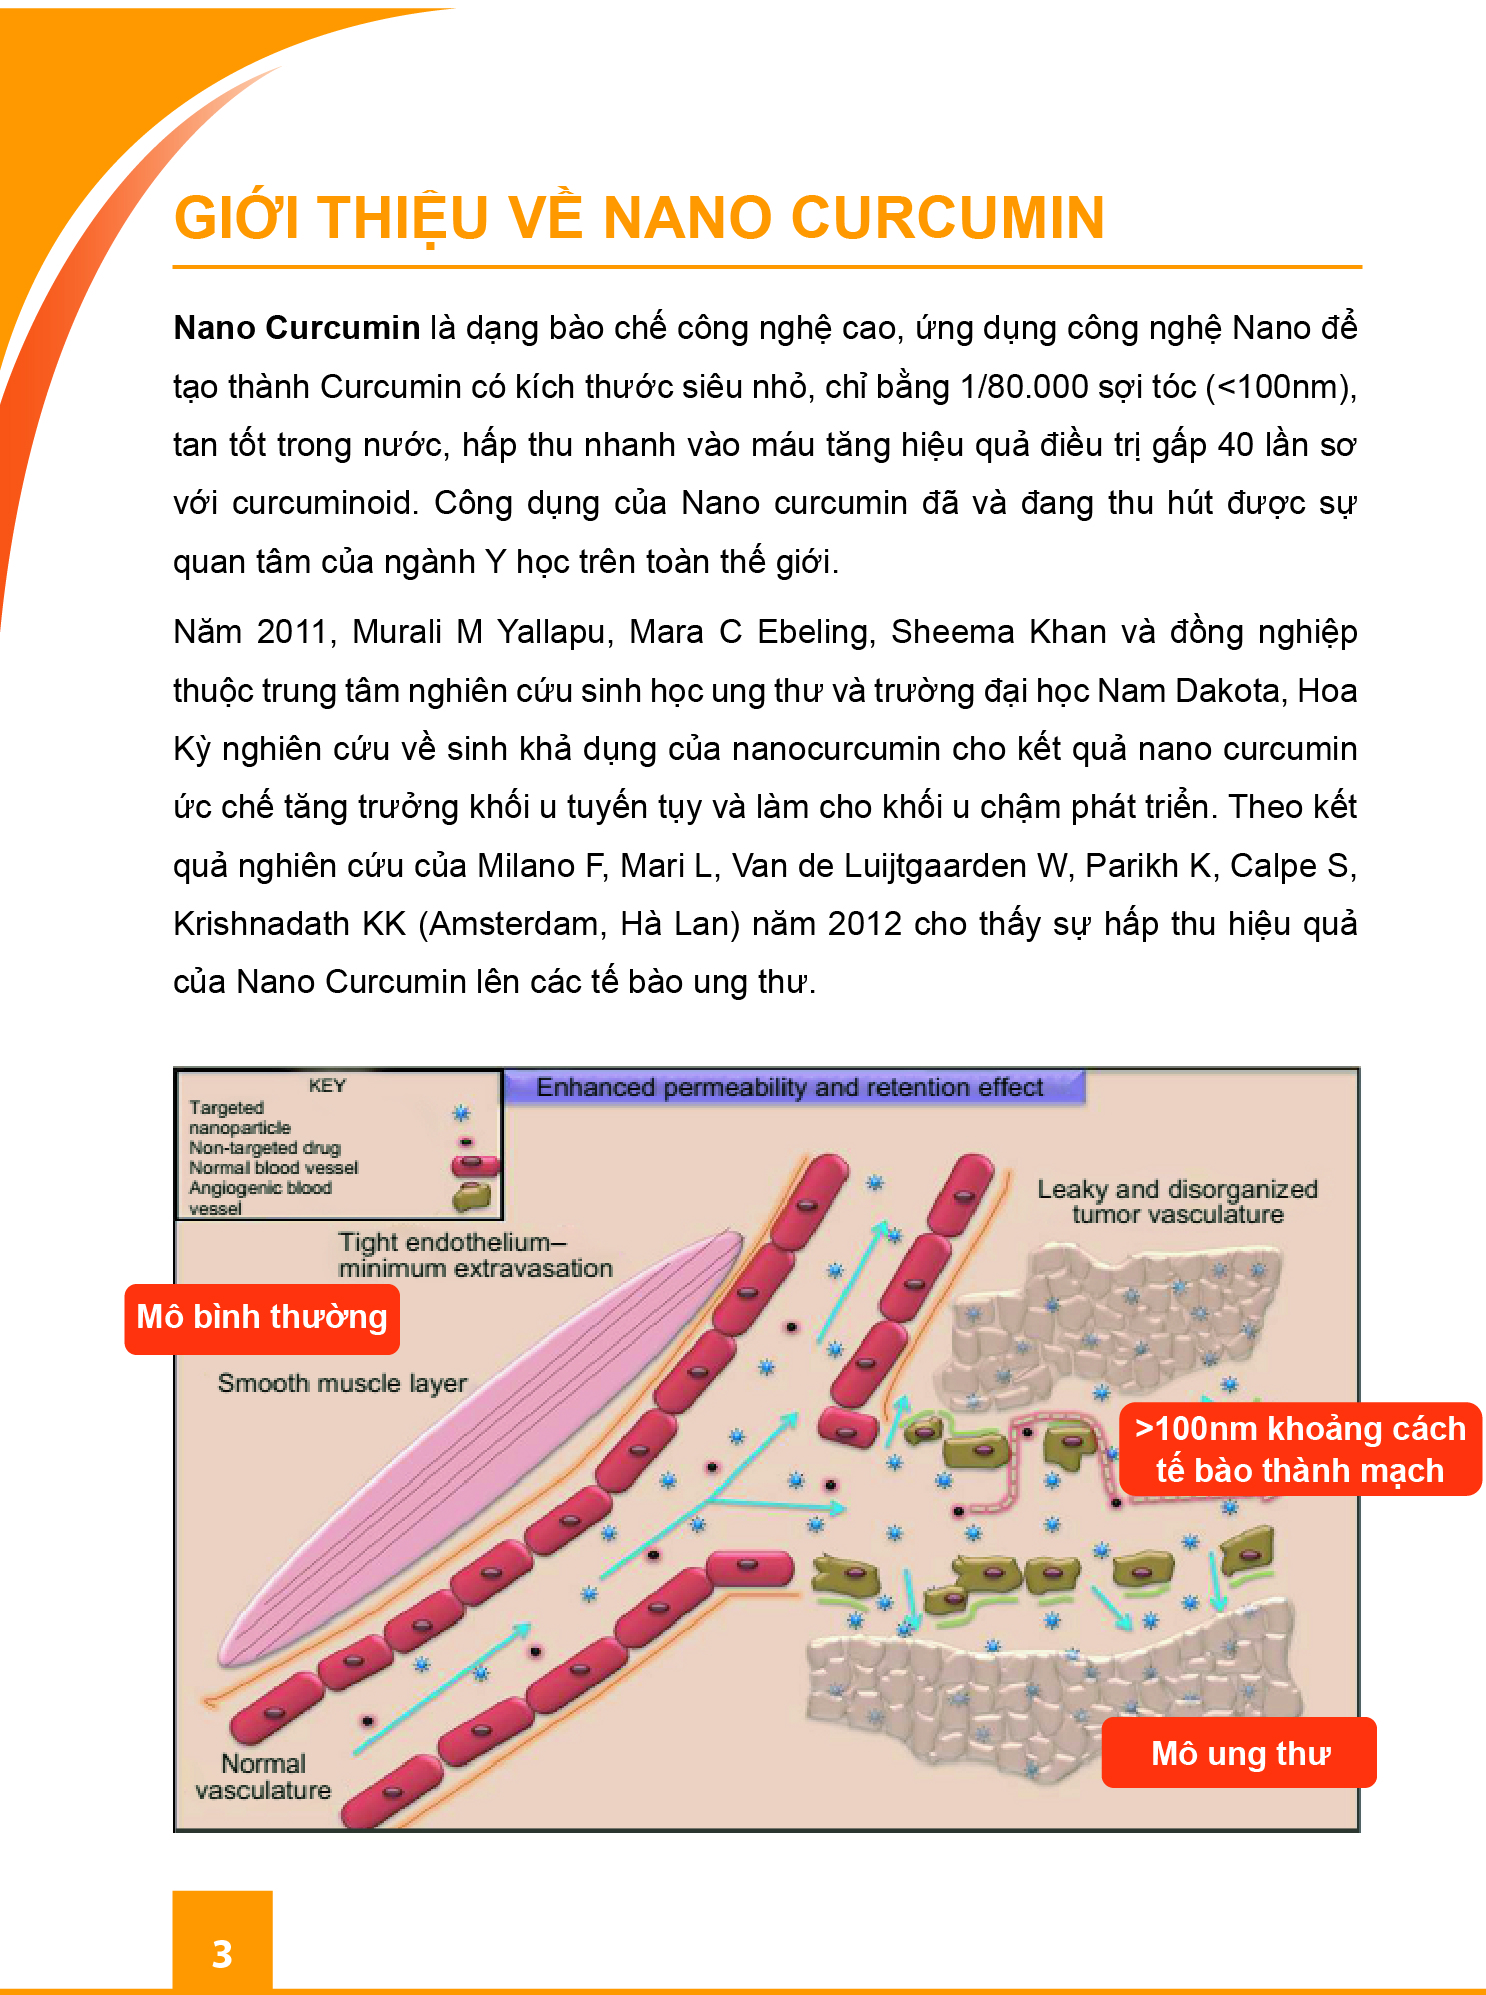 GIỚI THIỆU VỀ NANO CURCUMIN
Nano Curcumin là dạng bào chế công nghệ cao, ứng dụng công nghệ Nano để
tạo thành Curcumin có kích thước siêu nhỏ, chỉ bằng 1/80.000 sợi tóc (<100nm),
tan tốt trong nước, hấp thu nhanh vào máu tăng hiệu quả điều trị gấp 40 lần sơ
với curcuminoid. Công dụng của Nano curcumin đã và đang thu hút được sự
quan tâm của ngành Y học trên toàn thế giới.
Năm 2011, Murali M Yallapu, Mara C Ebeling, Sheema Khan và đồng nghiệp
thuộc trung tâm nghiên cứu sinh học ung thư và trường đại học Nam Dakota, Hoa
Kỳ nghiên cứu về sinh khả dụng của nanocurcumin cho kết quả nano curcumin
ức chế tăng trưởng khối u tuyến tụy và làm cho khối u chậm phát triển. Theo kết
quả nghiên cứu của Milano F, Mari L, Van de Luijtgaarden W, Parikh K, Calpe S,
Krishnadath KK (Amsterdam, Hà Lan) năm 2012 cho thấy sự hấp thu hiệu quả
của Nano Curcumin lên các tế bào ung thư.
KEY
Targeted
nanoparticle
Non-targeted drug
Normal blood vessel
Angiogenic blood
vessel
Enhanced permeability and retention effect
Leaky and disorganized
tumor vasculature
Tight endothelium–
minimum extravasation
Mô bình thường
Smooth muscle layer
>100nm khoảng cách
tế bào thành mạch
Mô ung thư
Normal
vasculature
3